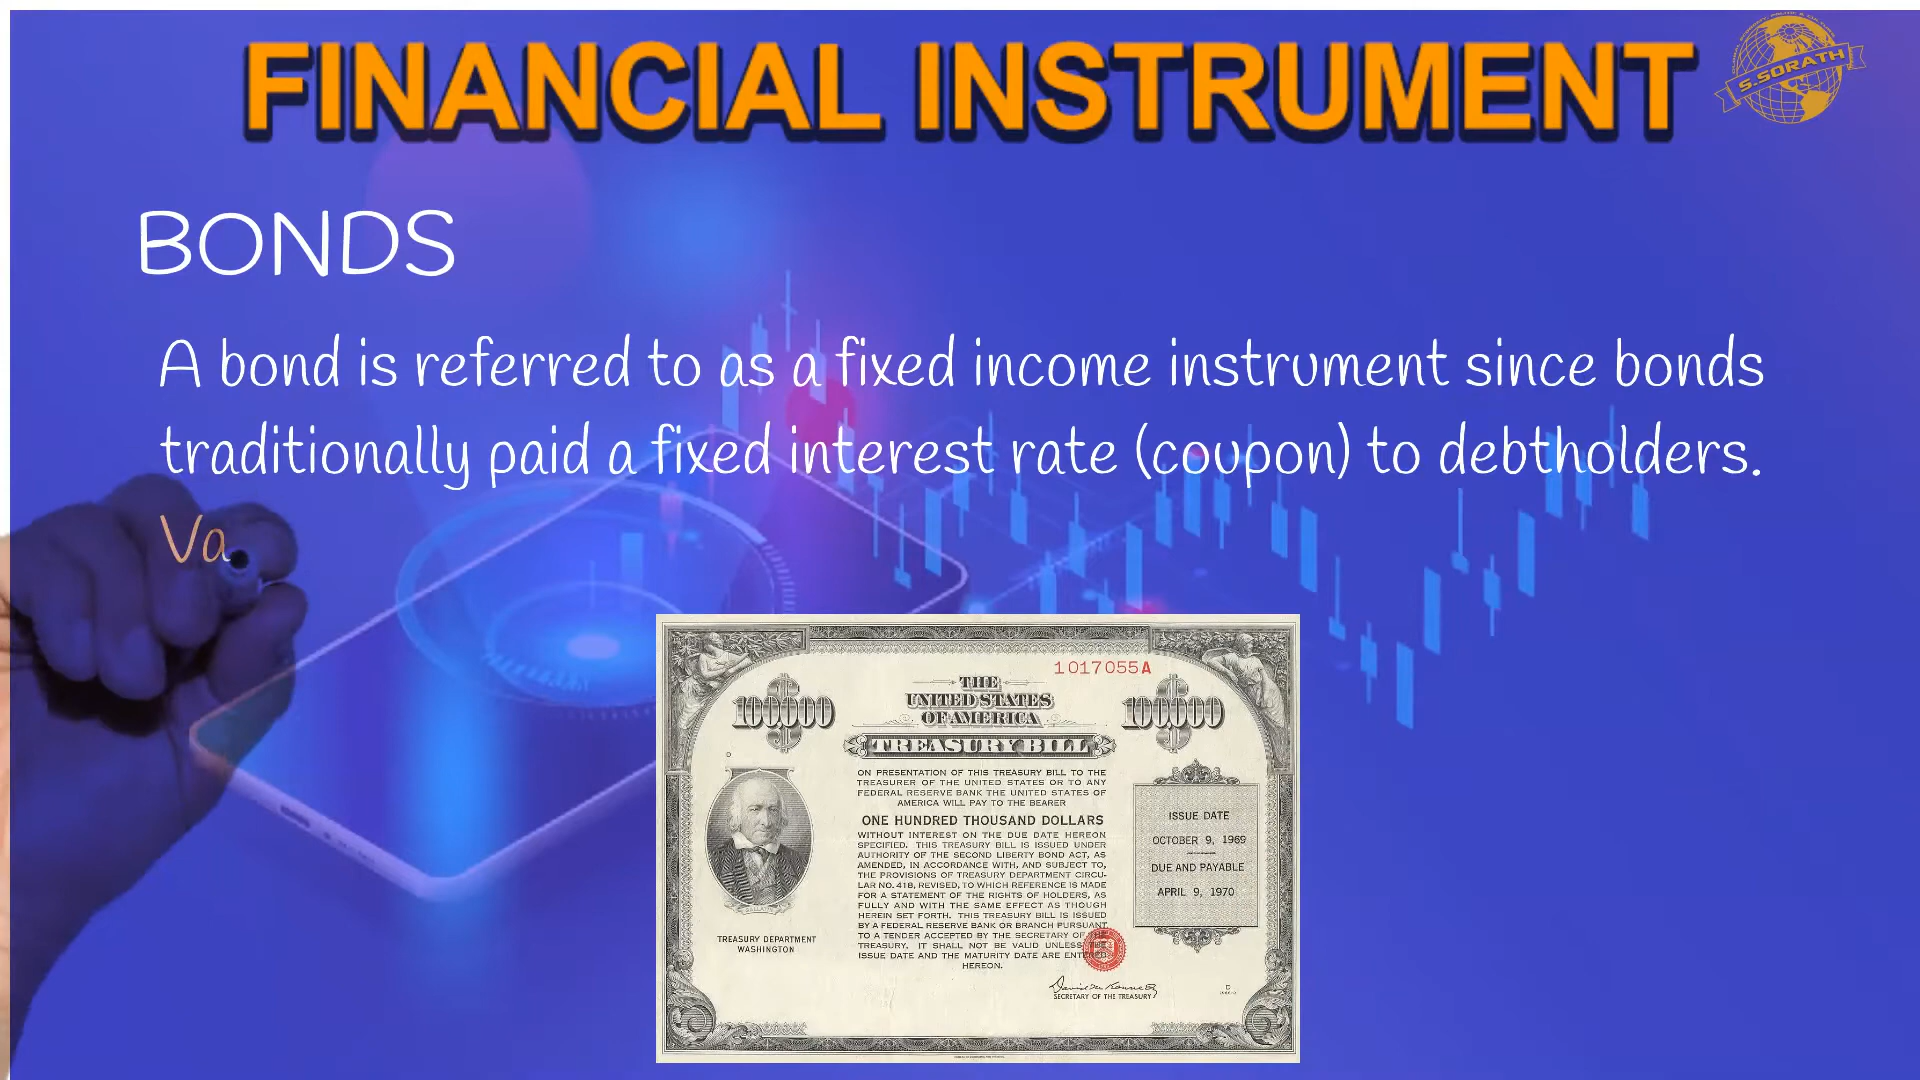 FINANCIAL INSTRUMENT
S.SORATH
BONDS
A bond is referred to as a fixed income instrument since bonds
traditionally paid a fixed interest rate (coupon) to debtholders.
Va
1017055A
100,000
THE
UNITED STATES
OF AMERICA
100,000
TREASURY BILL
ON PRESENTATION OF THIS TREASURY BILL TO THE
TREASURER OF THE UNITED STATES OR TO ANY
FEDERAL RESERVE BANK THE UNITED STATES OF
AMERICA WILL PAY TO THE BEARER
ONE HUNDRED THOUSAND DOLLARS
WITHOUT INTEREST ON THE DUE DATE HEREON
SPECIFIED. THIS TREASURY BILL IS ISSUED UNDER
AUTHORITY OF THE SECOND LIBERTY BOND ACT, AS
AMENDED, IN ACCORDANCE WITH, AND SUBJECT TO,
THE PROVISIONS OF TREASURY DEPARTMENT CIRCU-
LAR NO. 418, REVISED, TO WHICH REFERENCE IS MADE
FOR A STATEMENT OF THE RIGHTS OF HOLDERS, AS
FULLY AND WITH THE SAME EFFECT AS THOUGH
HEREIN SET FORTH. THIS TREASURY BILL IS ISSUED
BY A FEDERAL RESERVE BANK OR BRANCH PURSUANT
TO A TENDER ACCEPTED BY THE SECRETARY OF THE
TREASURY. IT SHALL NOT BE VALID UNLESS THE
ISSUE DATE AND THE MATURITY DATE ARE ENTERED
HEREON.
ISSUE DATE
OCTOBER 9, 1969
DUE AND PAYABLE
APRIL 9, 1970
TREASURY DEPARTMENT
WASHINGTON
SECRETARY OF THE TREASURY